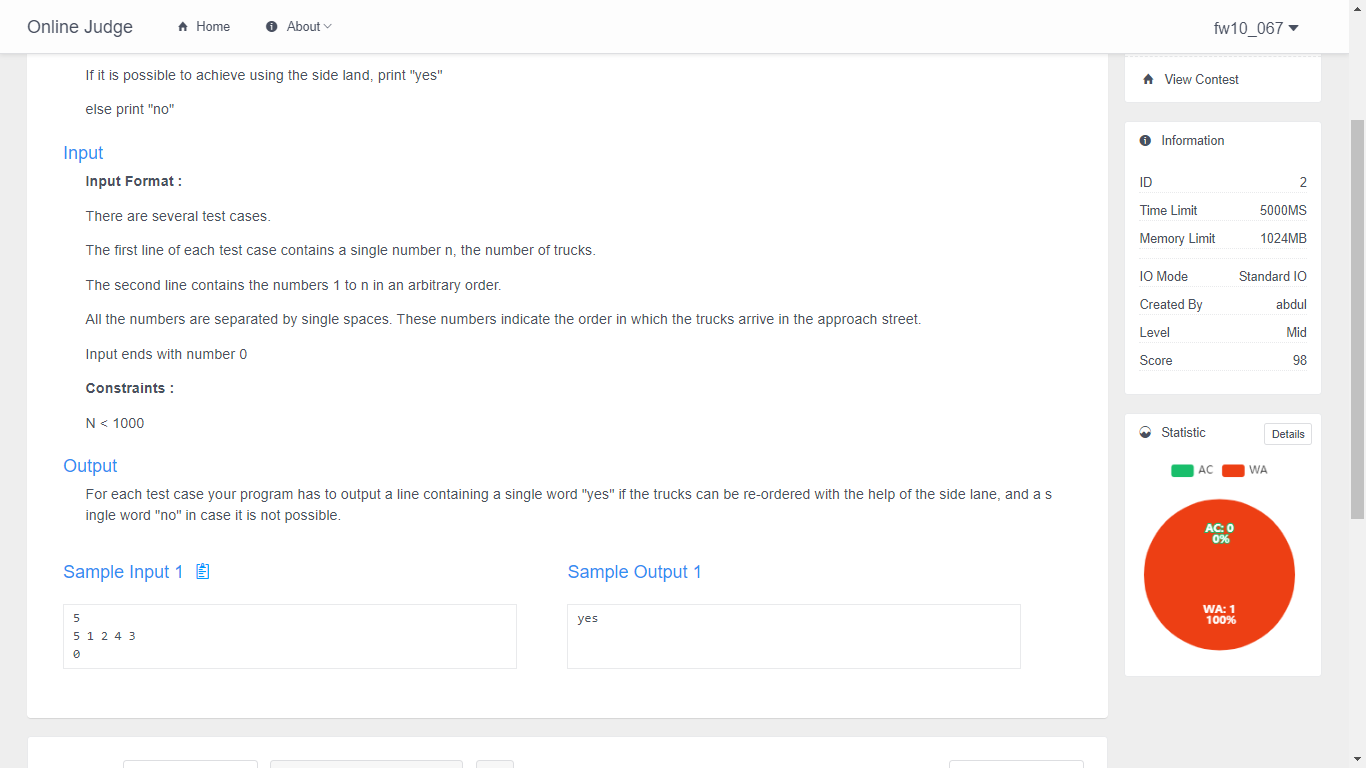 Online Judge
Home
About
fw10_067
If it is possible to achieve using the side land, print "yes"
else print "no"
Input
Input Format :
There are several test cases.
The first line of each test case contains a single number n, the number of trucks.
The second line contains the numbers 1 to n in an arbitrary order.
All the numbers are separated by single spaces. These numbers indicate the order in which the trucks arrive in the approach street.
Input ends with number 0
Constraints :
N < 1000
Output
For each test case your program has to output a line containing a single word "yes" if the trucks can be re-ordered with the help of the side lane, and a s
ingle word "no" in case it is not possible.
Sample Input 1
5
5 1 2 4 3
0
Sample Output 1
yes
View Contest
Information
ID 2
Time Limit 5000MS
Memory Limit 1024MB
IO Mode Standard IO
Created By abdul
Level Mid
Score 98
Statistic
Details
AC WA
AC: 0
0%
WA: 1
100%